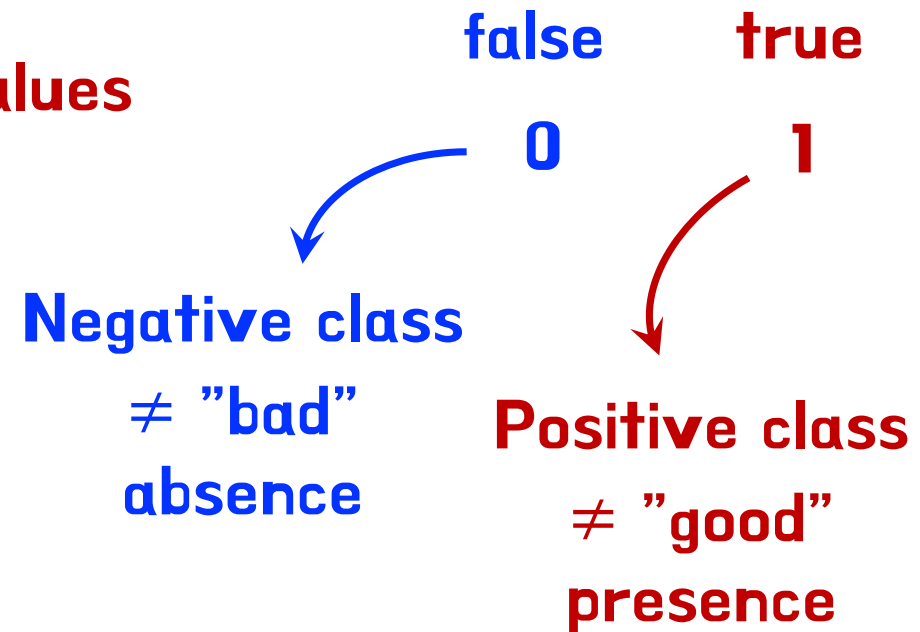 false true
alues
0 1
Negative class
≠ ”bad”
absence
Positive class
≠ ”good”
presence